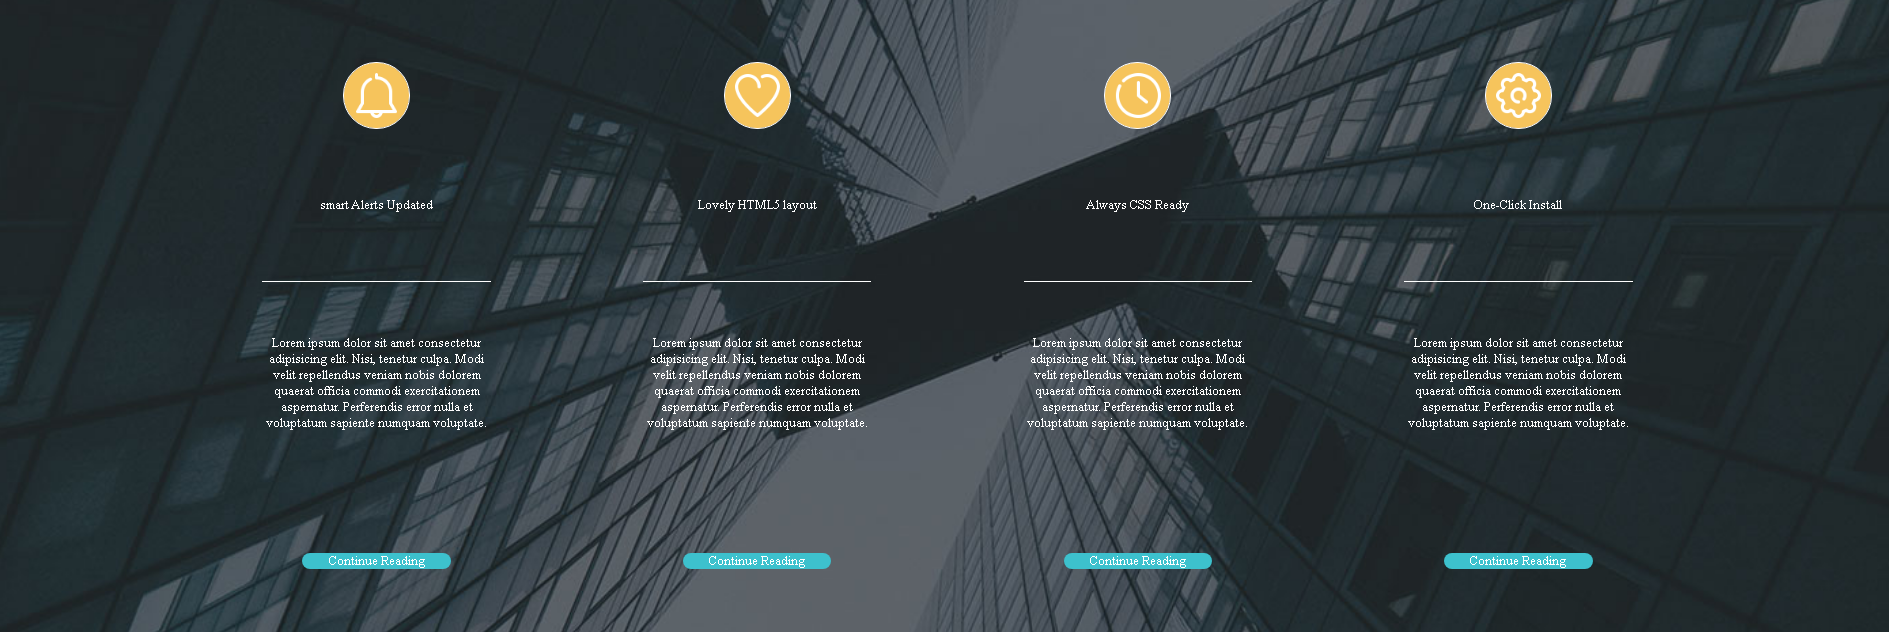 smart Alerts Updated
Lovely HTML5 layout
Always CSS Ready
One-Click Install
Lorem ipsum dolor sit amet consectetur
adipisicing elit. Nisi, tenetur culpa. Modi
velit repellendus veniam nobis dolorem
quaerat officia commodi exercitationem
aspernatur. Perferendis error nulla et
voluptatum sapiente numquam voluptate.
Lorem ipsum dolor sit amet consectetur
adipisicing elit. Nisi, tenetur culpa. Modi
velit repellendus veniam nobis dolorem
quaerat officia commodi exercitationem
aspernatur. Perferendis error nulla et
voluptatum sapiente numquam voluptate.
Lorem ipsum dolor sit amet consectetur
adipisicing elit. Nisi, tenetur culpa. Modi
velit repellendus veniam nobis dolorem
quaerat officia commodi exercitationem
aspernatur. Perferendis error nulla et
voluptatum sapiente numquam voluptate.
Lorem ipsum dolor sit amet consectetur
adipisicing elit. Nisi, tenetur culpa. Modi
velit repellendus veniam nobis dolorem
quaerat officia commodi exercitationem
aspernatur. Perferendis error nulla et
voluptatum sapiente numquam voluptate.
Continue Reading
Continue Reading
Continue Reading
Continue Reading